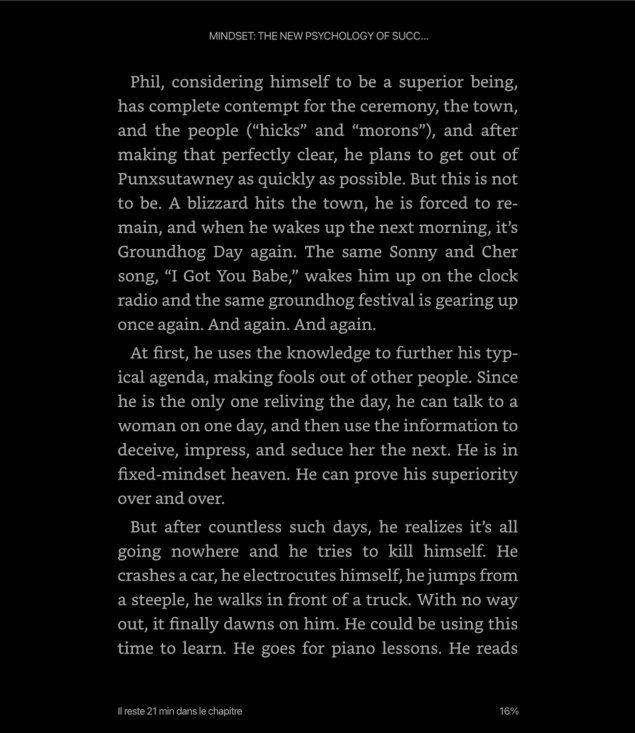 MINDSET: THE NEW PSYCHOLOGY OF SUCC...
Phil, considering himself to be a superior being,
has complete contempt for the ceremony, the town,
and the people (“hicks” and “morons”), and after
making that perfectly clear, he plans to get out of
Punxsutawney as quickly as possible. But this is not
to be. A blizzard hits the town, he is forced to re-
main, and when he wakes up the next morning, it’s
Groundhog Day again. The same Sonny and Cher
song, “I Got You Babe,” wakes him up on the clock
radio and the same groundhog festival is gearing up
once again. And again. And again.
At first, he uses the knowledge to further his typ-
ical agenda, making fools out of other people. Since
he is the only one reliving the day, he can talk to a
woman on one day, and then use the information to
deceive, impress, and seduce her the next. He is in
fixed-mindset heaven. He can prove his superiority
over and over.
But after countless such days, he realizes it’s all
going nowhere and he tries to kill himself. He
crashes a car, he electrocutes himself, he jumps from
a steeple, he walks in front of a truck. With no way
out, it finally dawns on him. He could be using this
time to learn. He goes for piano lessons. He reads
Il reste 21 min dans le chapitre
16%